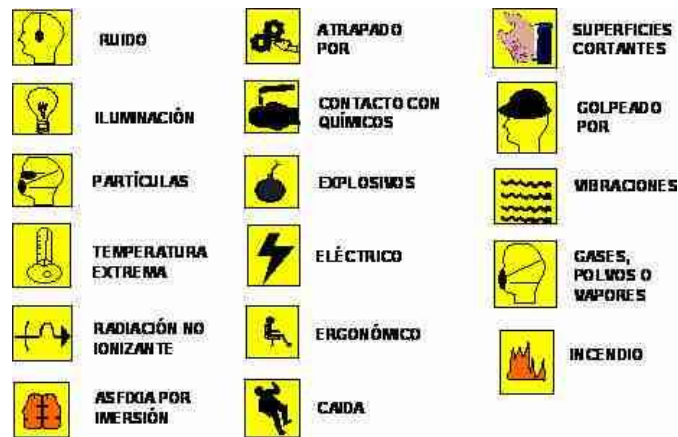 RUIDO
ILUMINACIÓN
PARTÍCULAS
TEMPERATURA
EXTREMA
RADIACIÓN NO
IONIZANTE
ASFIXIA POR
IMERSIÓN
ATRAPADO
POR
CONTACTO CON
QUÍMICOS
EXPLOSIVOS
ELÉCTRICO
ERGONÓMICO
CAIDA
SUPERFICIES
CORTANTES
GOLPEADO
POR
VIBRACIONES
GASES,
POLVOS O
VAPORES
INCENDIO